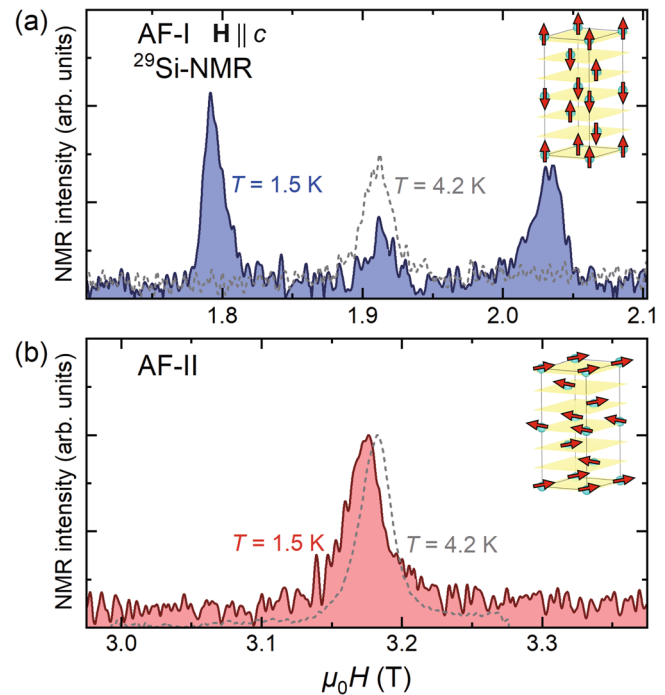 (a)
AF-I H || c
²⁹Si-NMR
NMR intensity (arb. units)
T = 1.5 K
T = 4.2 K
1.8 1.9 2.0 2.1
(b)
AF-II
NMR intensity (arb. units)
T = 1.5 K
T = 4.2 K
3.0 3.1 3.2 3.3
μ₀H (T)